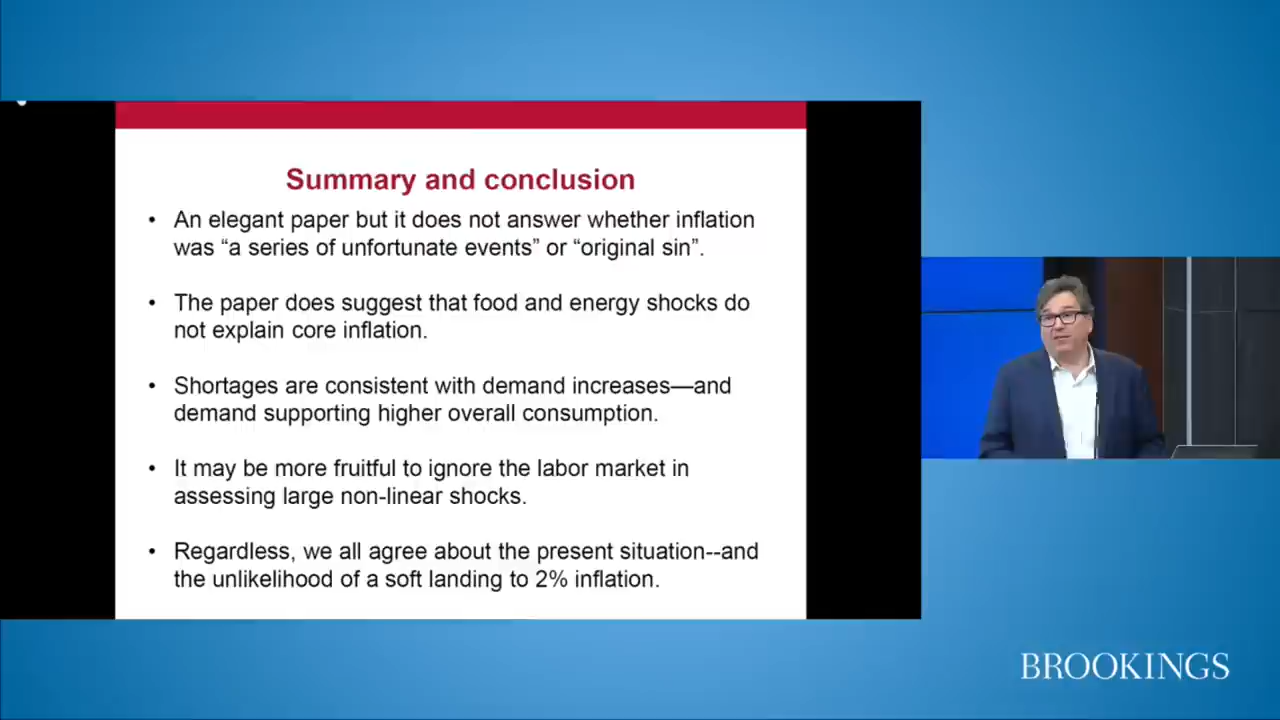 Summary and conclusion
• An elegant paper but it does not answer whether inflation
was “a series of unfortunate events” or “original sin”.
• The paper does suggest that food and energy shocks do
not explain core inflation.
• Shortages are consistent with demand increases—and
demand supporting higher overall consumption.
• It may be more fruitful to ignore the labor market in
assessing large non-linear shocks.
• Regardless, we all agree about the present situation--and
the unlikelihood of a soft landing to 2% inflation.
BROOKINGS